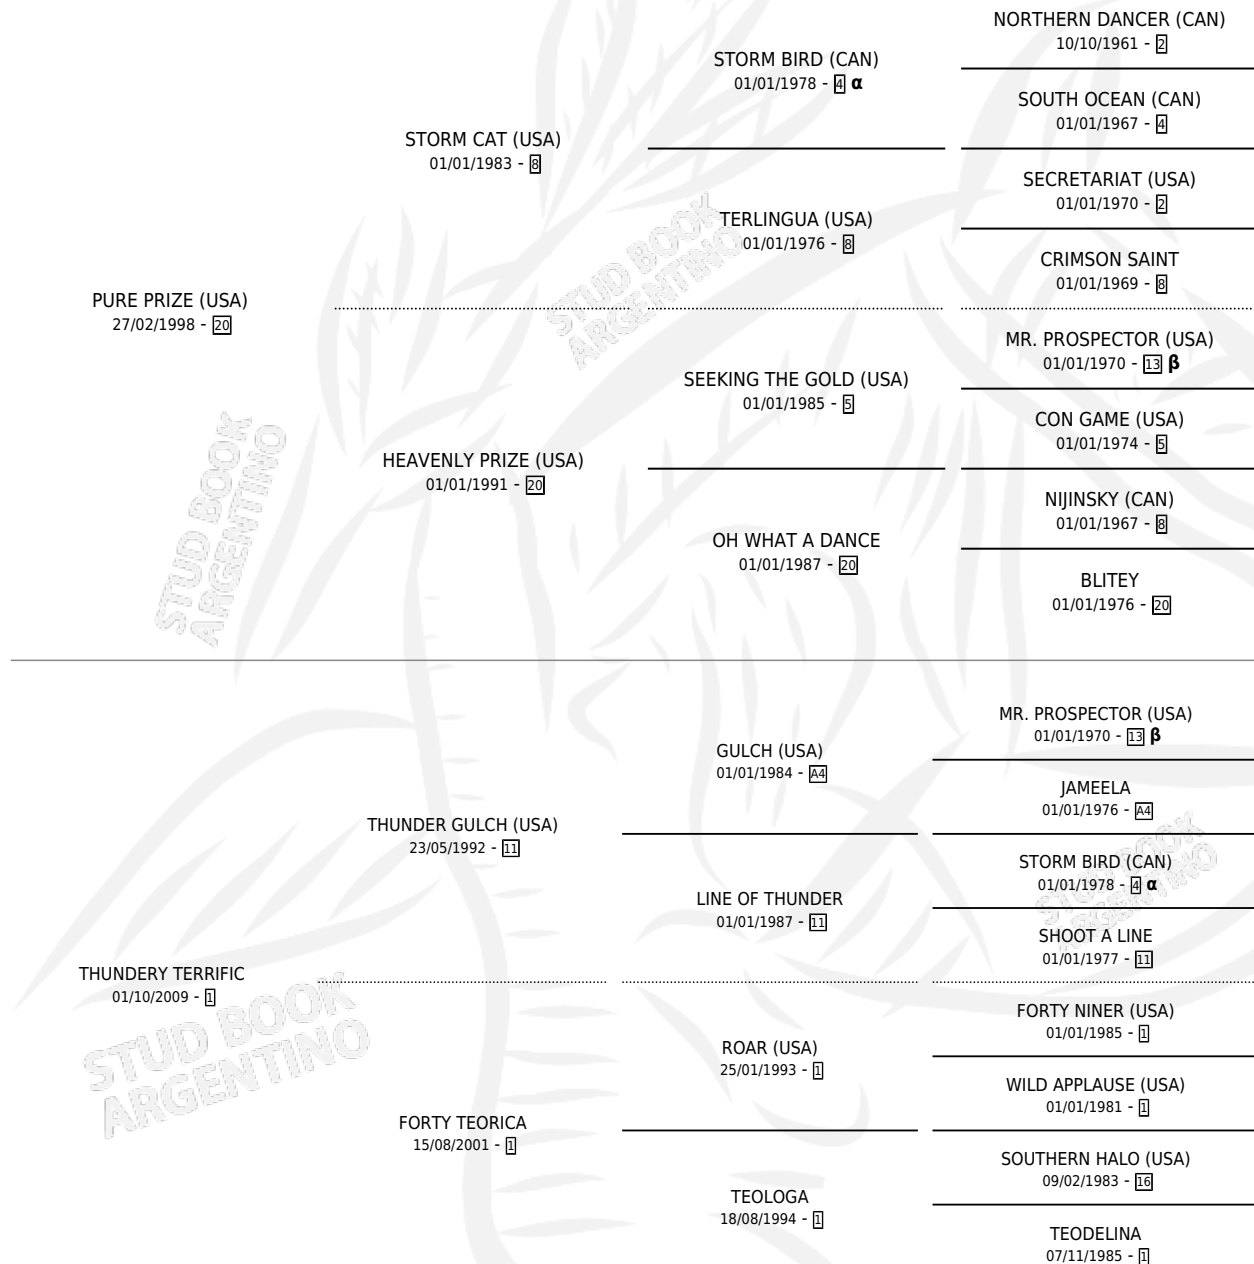 NORTHERN DANCER (CAN)
10/10/1961 - 2
STORM BIRD (CAN)
01/01/1978 - 4 α
SOUTH OCEAN (CAN)
01/01/1967 - 4
STORM CAT (USA)
01/01/1983 - 8
SECRETARIAT (USA)
01/01/1970 - 2
TERLINGUA (USA)
01/01/1976 - 8
CRIMSON SAINT
01/01/1969 - 8
PURE PRIZE (USA)
27/02/1998 - 20
MR. PROSPECTOR (USA)
01/01/1970 - 13 β
SEEKING THE GOLD (USA)
01/01/1985 - 5
CON GAME (USA)
01/01/1974 - 5
HEAVENLY PRIZE (USA)
01/01/1991 - 20
NIJINSKY (CAN)
01/01/1967 - 8
OH WHAT A DANCE
01/01/1987 - 20
BLITEY
01/01/1976 - 20
MR. PROSPECTOR (USA)
01/01/1970 - 13 β
GULCH (USA)
01/01/1984 - A4
JAMEELA
01/01/1976 - A4
THUNDER GULCH (USA)
23/05/1992 - 11
STORM BIRD (CAN)
01/01/1978 - 4 α
LINE OF THUNDER
01/01/1987 - 11
SHOOT A LINE
01/01/1977 - 11
THUNDERY TERRIFIC
01/10/2009 - 1
FORTY NINER (USA)
01/01/1985 - 1
ROAR (USA)
25/01/1993 - 1
WILD APPLAUSE (USA)
01/01/1981 - 1
FORTY TEORICA
15/08/2001 - 1
SOUTHERN HALO (USA)
09/02/1983 - 16
TEOLOGA
18/08/1994 - 1
TEODELINA
07/11/1985 - 1
STUD BOOK
ARGENTINO
STUD BOOK
ARGENTINO
STUD BOOK
ARGENTINO
STUD BOOK
ARGENTINO